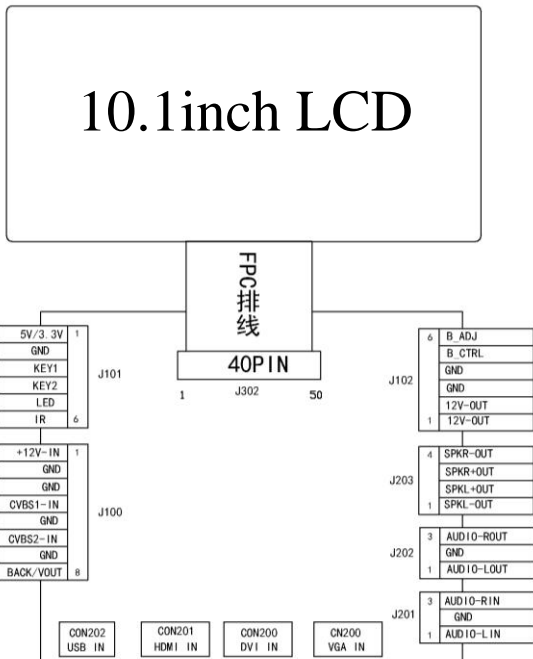 10.1inch LCD
FPC排线
40PIN
1 J302 50
5V/3.3V 1
GND
KEY1
KEY2
LED
IR 6
J101
+12V-IN 1
GND
GND
CVBS1-IN
GND
CVBS2-IN
GND
BACK/VOUT 8
J100
J102
6 B_ADJ
B_CTRL
GND
GND
12V-OUT
1 12V-OUT
J203
4 SPKR-OUT
SPKR+OUT
SPKL+OUT
1 SPKL-OUT
J202
3 AUDIO-ROUT
GND
1 AUDIO-LOUT
J201
3 AUDIO-RIN
GND
1 AUDIO-LIN
CON202
USB IN
CON201
HDMI IN
CON200
DVI IN
CN200
VGA IN